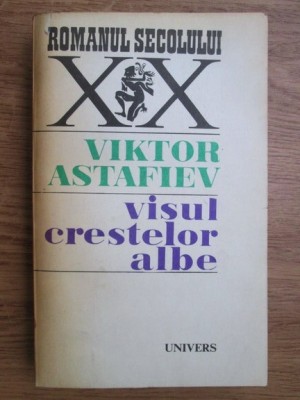 ROMANUL SECOLULUI
XX
VIKTOR
ASTAFIEV
visul
crestelor
albe
UNIVERS